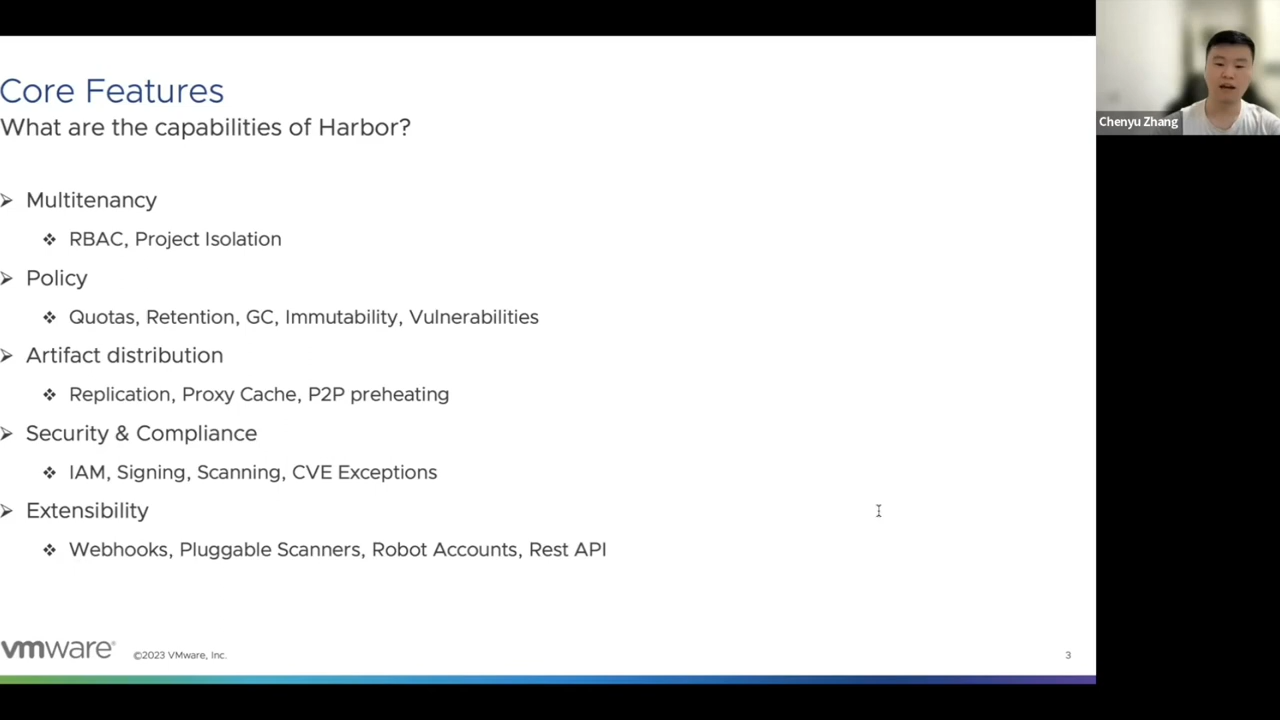 Core Features
What are the capabilities of Harbor?
Multitenancy
RBAC, Project Isolation
Policy
Quotas, Retention, GC, Immutability, Vulnerabilities
Artifact distribution
Replication, Proxy Cache, P2P preheating
Security & Compliance
IAM, Signing, Scanning, CVE Exceptions
Extensibility
Webhooks, Pluggable Scanners, Robot Accounts, Rest API
vmware®
©2023 VMware, Inc.
3
Chenyu Zhang